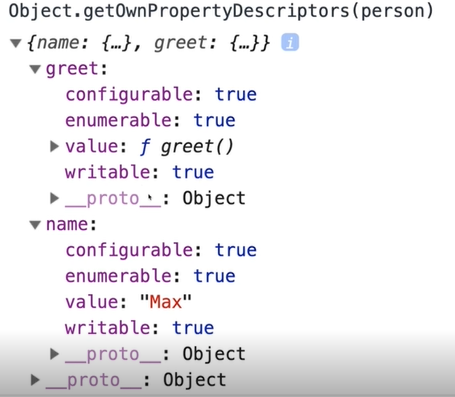 Object.getOwnPropertyDescriptors(person)
▼{name: {…}, greet: {…}} i
▼greet:
configurable: true
enumerable: true
▶value: ƒ greet()
writable: true
▶__proto__: Object
▼name:
configurable: true
enumerable: true
value: "Max"
writable: true
▶__proto__: Object
▶__proto__: Object